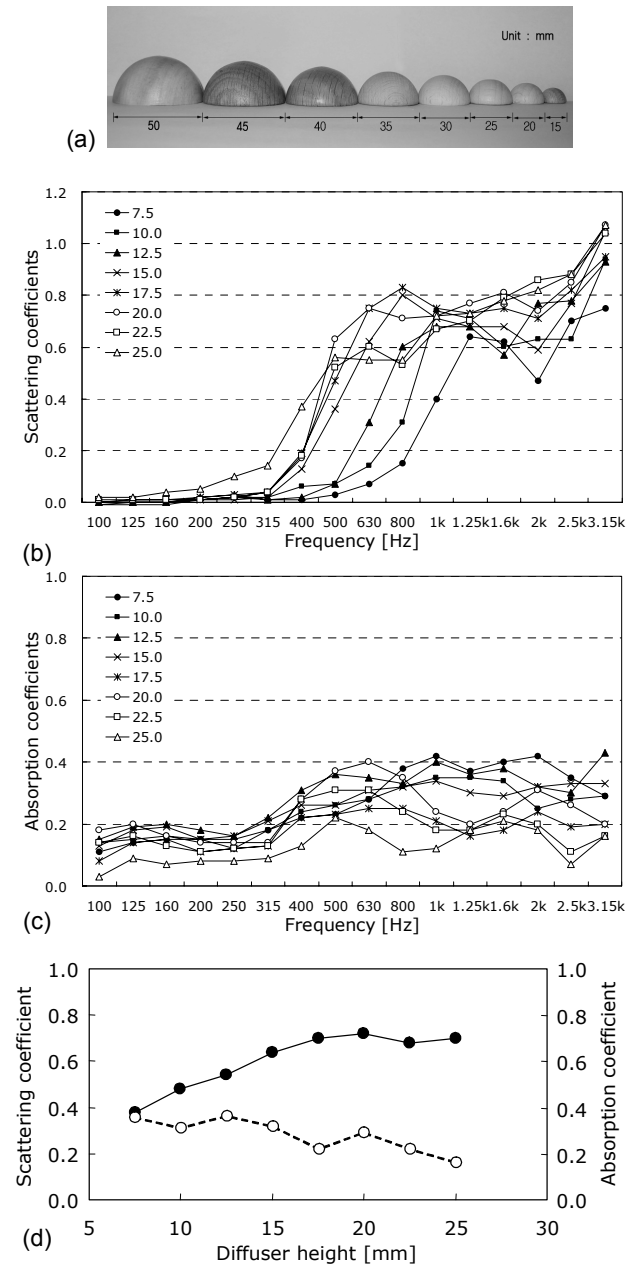 Unit : mm
50 45 40 35 30 25 20 15
(a)
1.2
1.0
0.8
0.6
0.4
0.2
0.0
Scattering coefficients
7.5
10.0
12.5
15.0
17.5
20.0
22.5
25.0
100 125 160 200 250 315 400 500 630 800 1k 1.25k1.6k 2k 2.5k3.15k
Frequency [Hz]
(b)
1.0
0.8
0.6
0.4
0.2
0.0
Absorption coefficients
7.5
10.0
12.5
15.0
17.5
20.0
22.5
25.0
100 125 160 200 250 315 400 500 630 800 1k 1.25k1.6k 2k 2.5k3.15k
Frequency [Hz]
(c)
1.0
0.8
0.6
0.4
0.2
0.0
Scattering coefficient
1.0
0.8
0.6
0.4
0.2
0.0
Absorption coefficient
5 10 15 20 25 30
Diffuser height [mm]
(d)